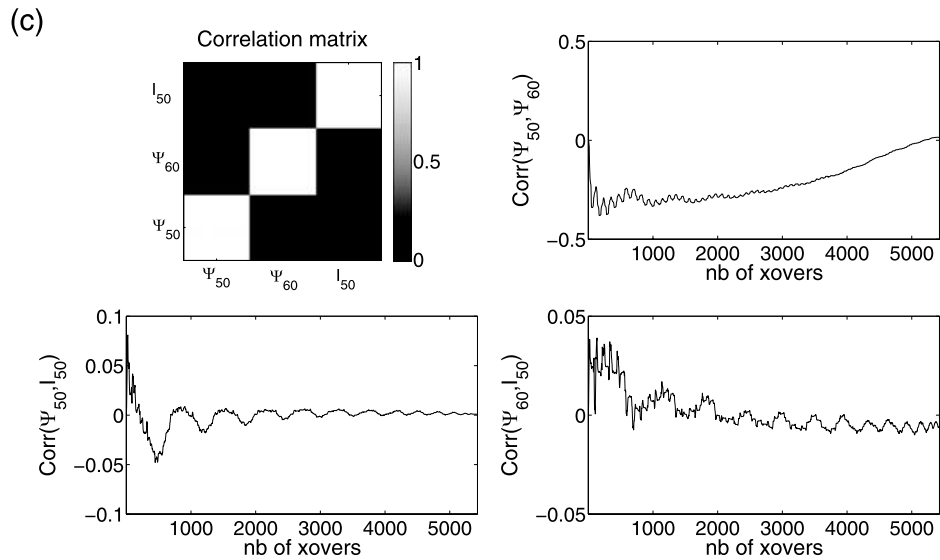 (c)
Correlation matrix
I50
Ψ60
Ψ50
Ψ50 Ψ60 I50
1
0.5
0
Corr(Ψ50,Ψ60)
0.5
0
−0.5
1000 2000 3000 4000 5000
nb of xovers
Corr(Ψ50,I50)
0.1
0.05
0
−0.05
−0.1
1000 2000 3000 4000 5000
nb of xovers
Corr(Ψ60,I50)
0.05
0
−0.05
1000 2000 3000 4000 5000
nb of xovers